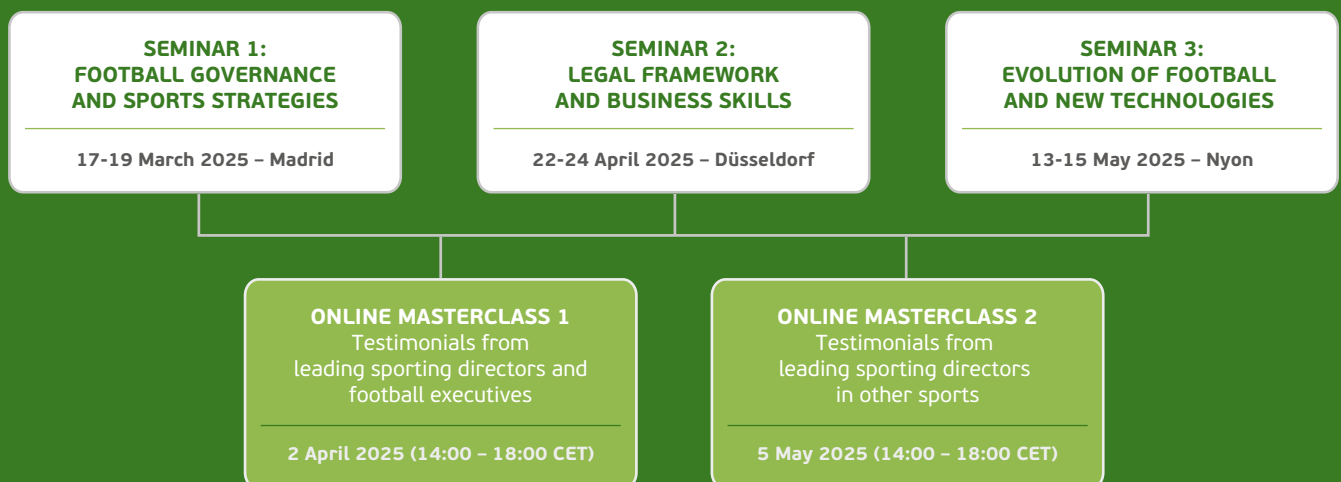 SEMINAR 1:
FOOTBALL GOVERNANCE
AND SPORTS STRATEGIES
17-19 March 2025 – Madrid
SEMINAR 2:
LEGAL FRAMEWORK
AND BUSINESS SKILLS
22-24 April 2025 – Düsseldorf
SEMINAR 3:
EVOLUTION OF FOOTBALL
AND NEW TECHNOLOGIES
13-15 May 2025 – Nyon
ONLINE MASTERCLASS 1
Testimonials from
leading sporting directors and
football executives
2 April 2025 (14:00 – 18:00 CET)
ONLINE MASTERCLASS 2
Testimonials from
leading sporting directors
in other sports
5 May 2025 (14:00 – 18:00 CET)